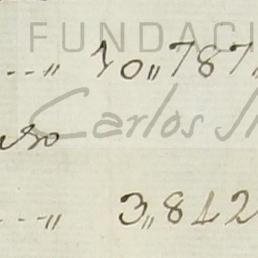 FUNDACI
--,, 10,,787,,
Carlos
---,, 3,,812